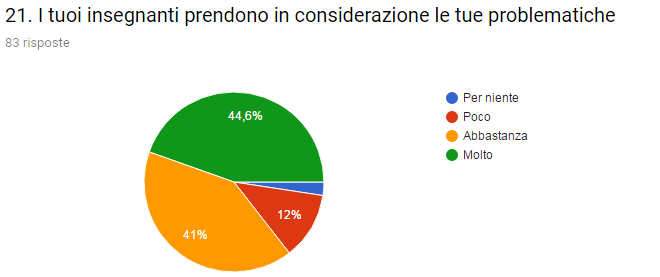 21. I tuoi insegnanti prendono in considerazione le tue problematiche
83 risposte
Per niente
Poco
Abbastanza
Molto
44,6%
12%
41%